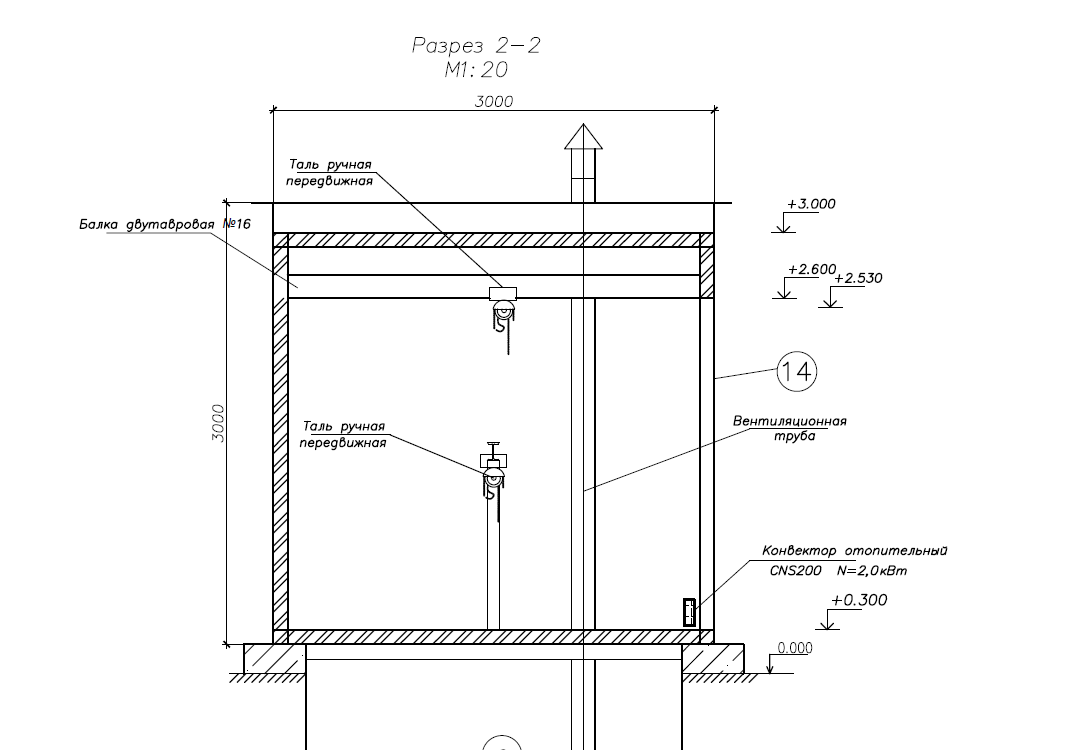 Разрез 2-2
М1:20
3000
Таль ручная
передвижная
Балка двутавровая №16
+3.000
+2.600
+2.530
14
3000
Таль ручная
передвижная
Вентиляционная
труба
Конвектор отопительный
CNS200 N=2,0кВт
+0.300
0.000